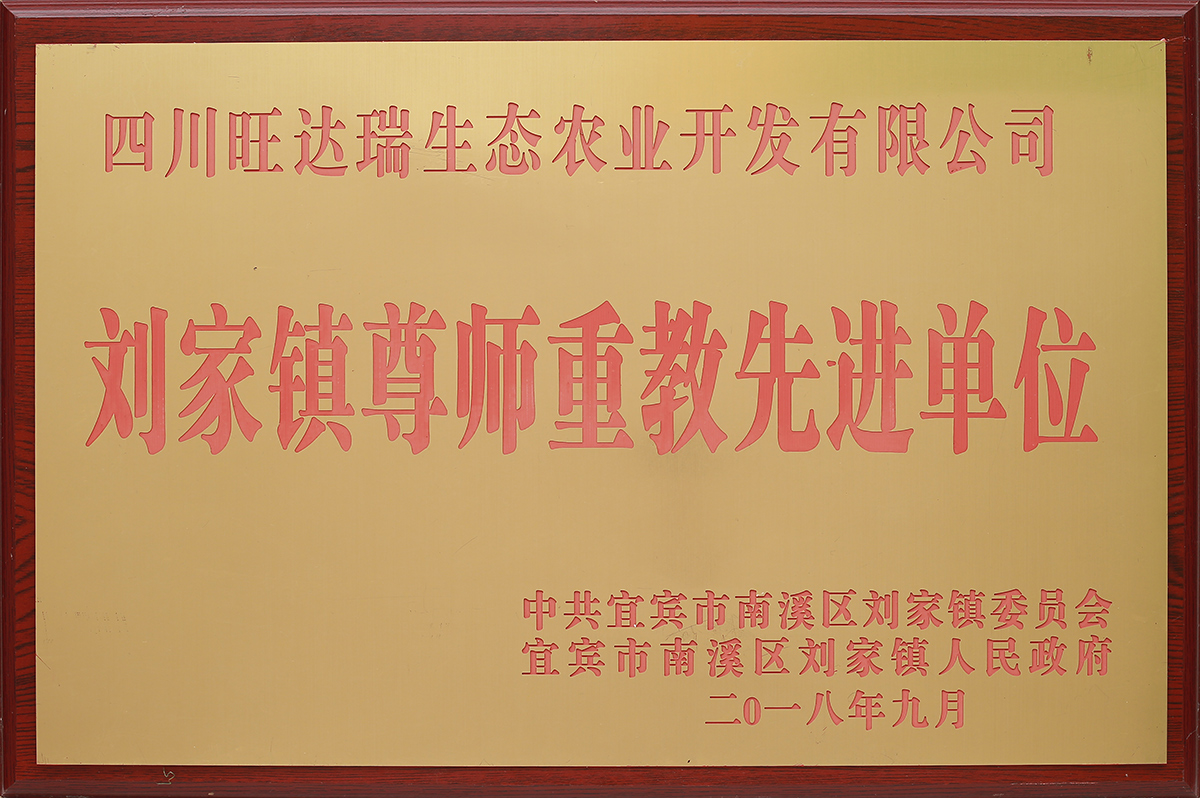 四川旺达瑞生态农业开发有限公司
刘家镇尊师重教先进单位
中共宜宾市南溪区刘家镇委员会
宜宾市南溪区刘家镇人民政府
二0一八年九月